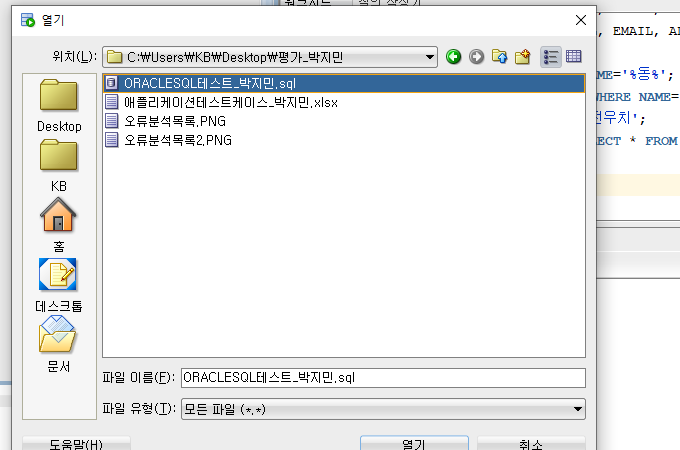 열기
위치(L):
C:₩Users₩KB₩Desktop₩평가_박지민
, EMAIL, AD
ORACLESQL테스트_박지민.sql
애플리케이션테스트케이스_박지민.xlsx
오류분석목록.PNG
오류분석목록2.PNG
AME='%동%';
WHERE NAME=
전우치';
ECT * FROM
Desktop
KB
홈
데스크톱
문서
파일 이름(F):
ORACLESQL테스트_박지민.sql
파일 유형(T):
모든 파일 (*.*)
도움말(H)
열기
취소